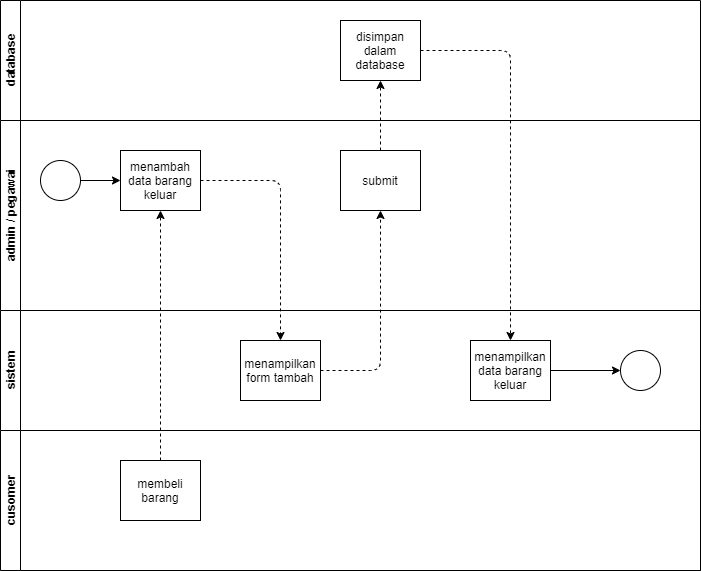 database
disimpan
dalam
database
admin / pegawai
menambah
data barang
keluar
submit
sistem
menampilkan
form tambah
menampilkan
data barang
keluar
cusomer
membeli
barang